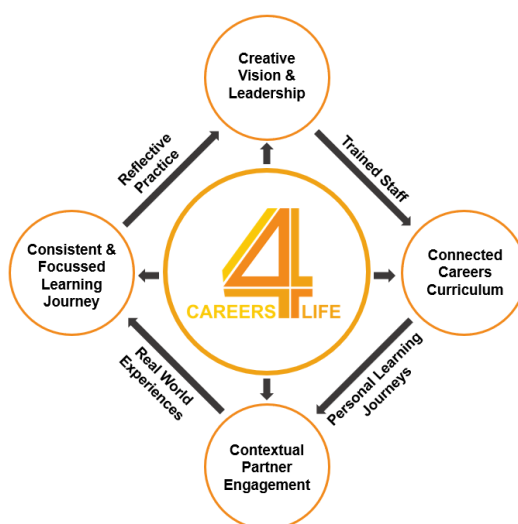 Creative
Vision &
Leadership
Reflective
Practice
Trained Staff
Consistent &
Focussed
Learning
Journey
4
CAREERS LIFE
Connected
Careers
Curriculum
Real World
Experiences
Personal Learning
Journeys
Contextual
Partner
Engagement